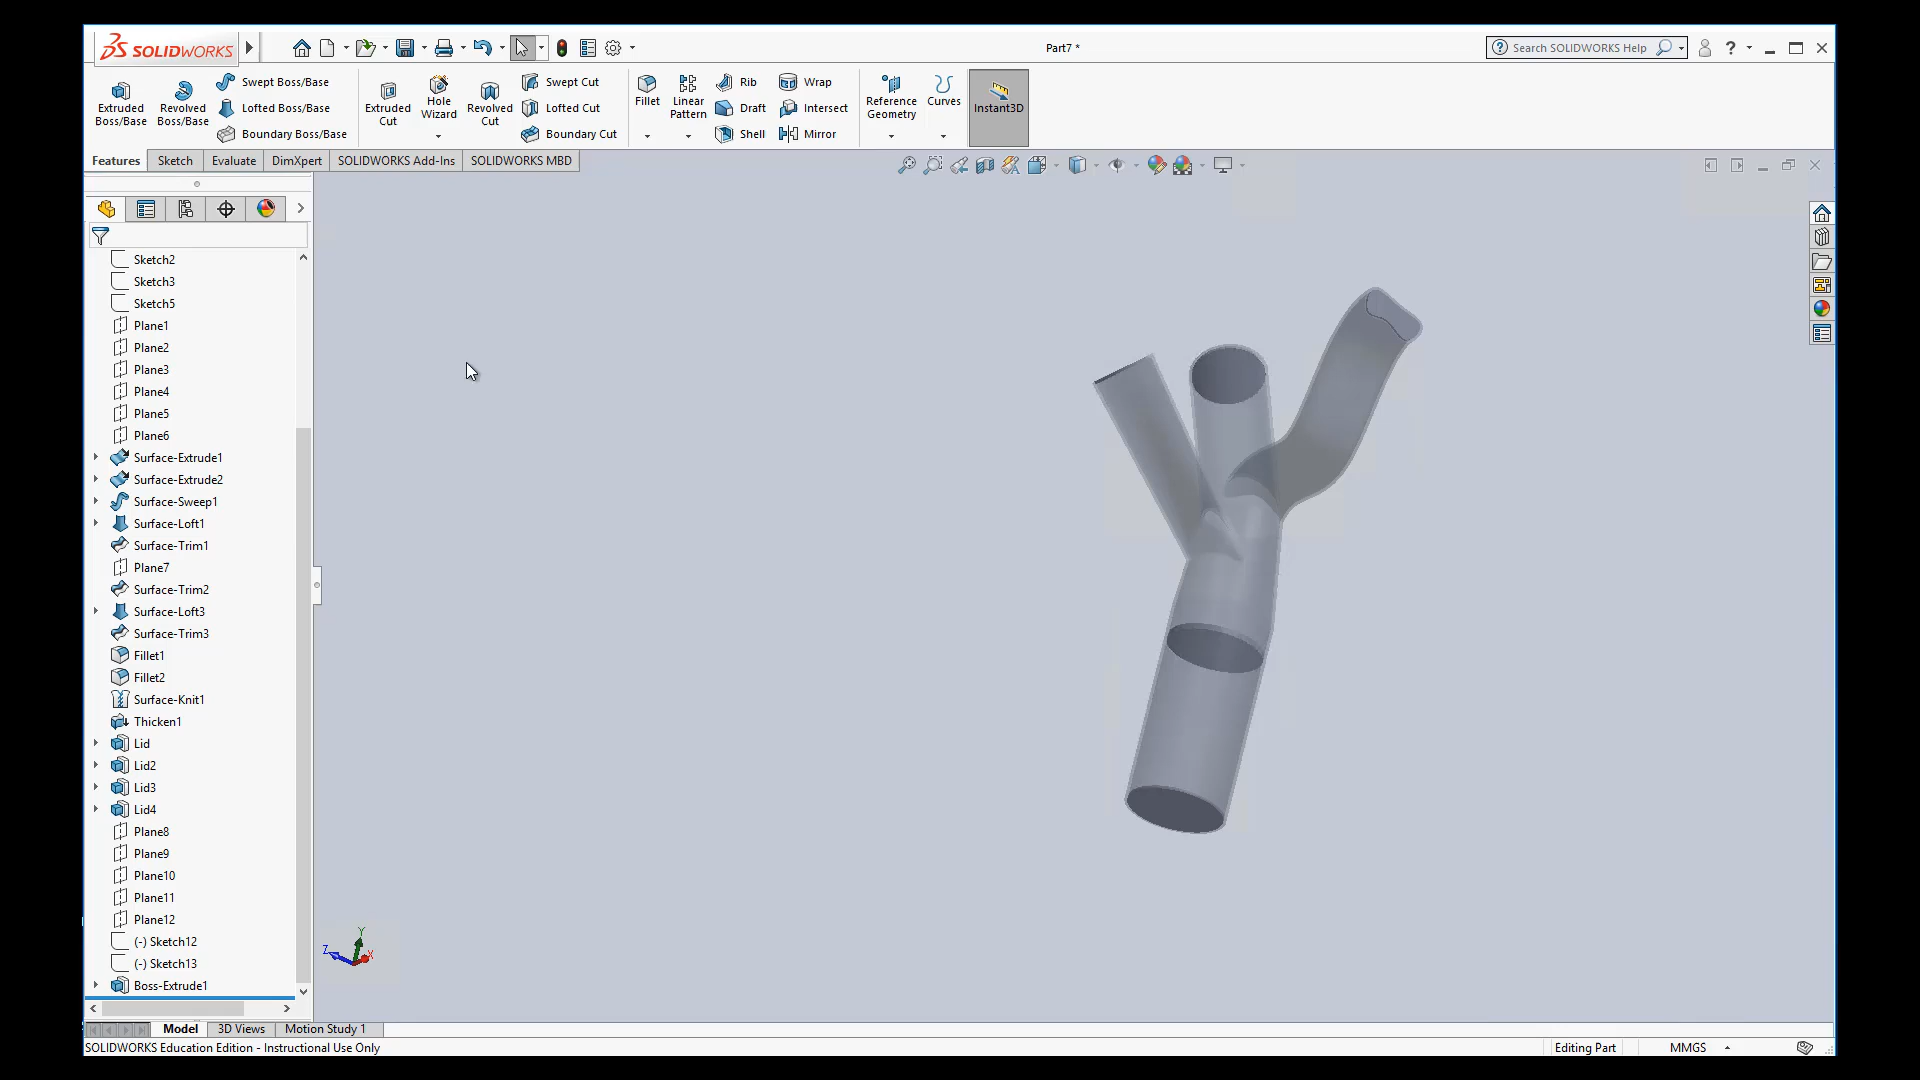 SOLIDWORKS
Part7 *
Search SOLIDWORKS Help
?
Extruded Boss/Base
Revolved Boss/Base
Swept Boss/Base
Lofted Boss/Base
Boundary Boss/Base
Extruded Cut
Hole Wizard
Revolved Cut
Swept Cut
Lofted Cut
Boundary Cut
Fillet
Linear Pattern
Rib
Draft
Shell
Wrap
Intersect
Mirror
Reference Geometry
Curves
Instant3D
Features
Sketch
Evaluate
DimXpert
SOLIDWORKS Add-Ins
SOLIDWORKS MBD
Sketch2
Sketch3
Sketch5
Plane1
Plane2
Plane3
Plane4
Plane5
Plane6
Surface-Extrude1
Surface-Extrude2
Surface-Sweep1
Surface-Loft1
Surface-Trim1
Plane7
Surface-Trim2
Surface-Loft3
Surface-Trim3
Fillet1
Fillet2
Surface-Knit1
Thicken1
Lid
Lid2
Lid3
Lid4
Plane8
Plane9
Plane10
Plane11
Plane12
(-) Sketch12
(-) Sketch13
Boss-Extrude1
Y
Z
X
Model
3D Views
Motion Study 1
SOLIDWORKS Education Edition - Instructional Use Only
Editing Part
MMGS